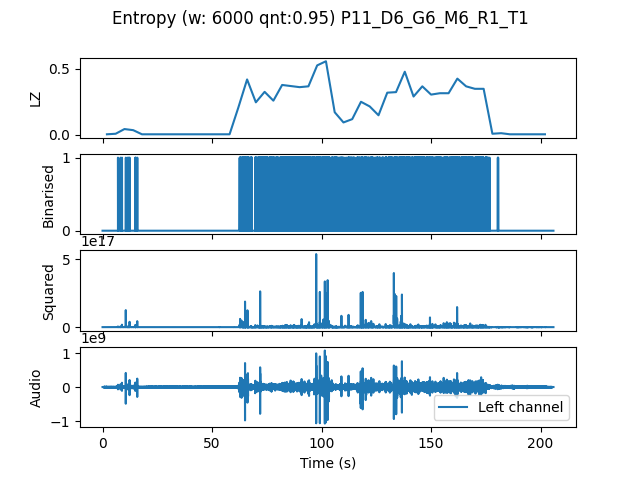 Entropy (w: 6000 qnt:0.95) P11_D6_G6_M6_R1_T1
0.5
0.0
LZ
1
0
Binarised
1e17
5
0
Squared
1e9
1
0
−1
Audio
Left channel
0 50 100 150 200
Time (s)